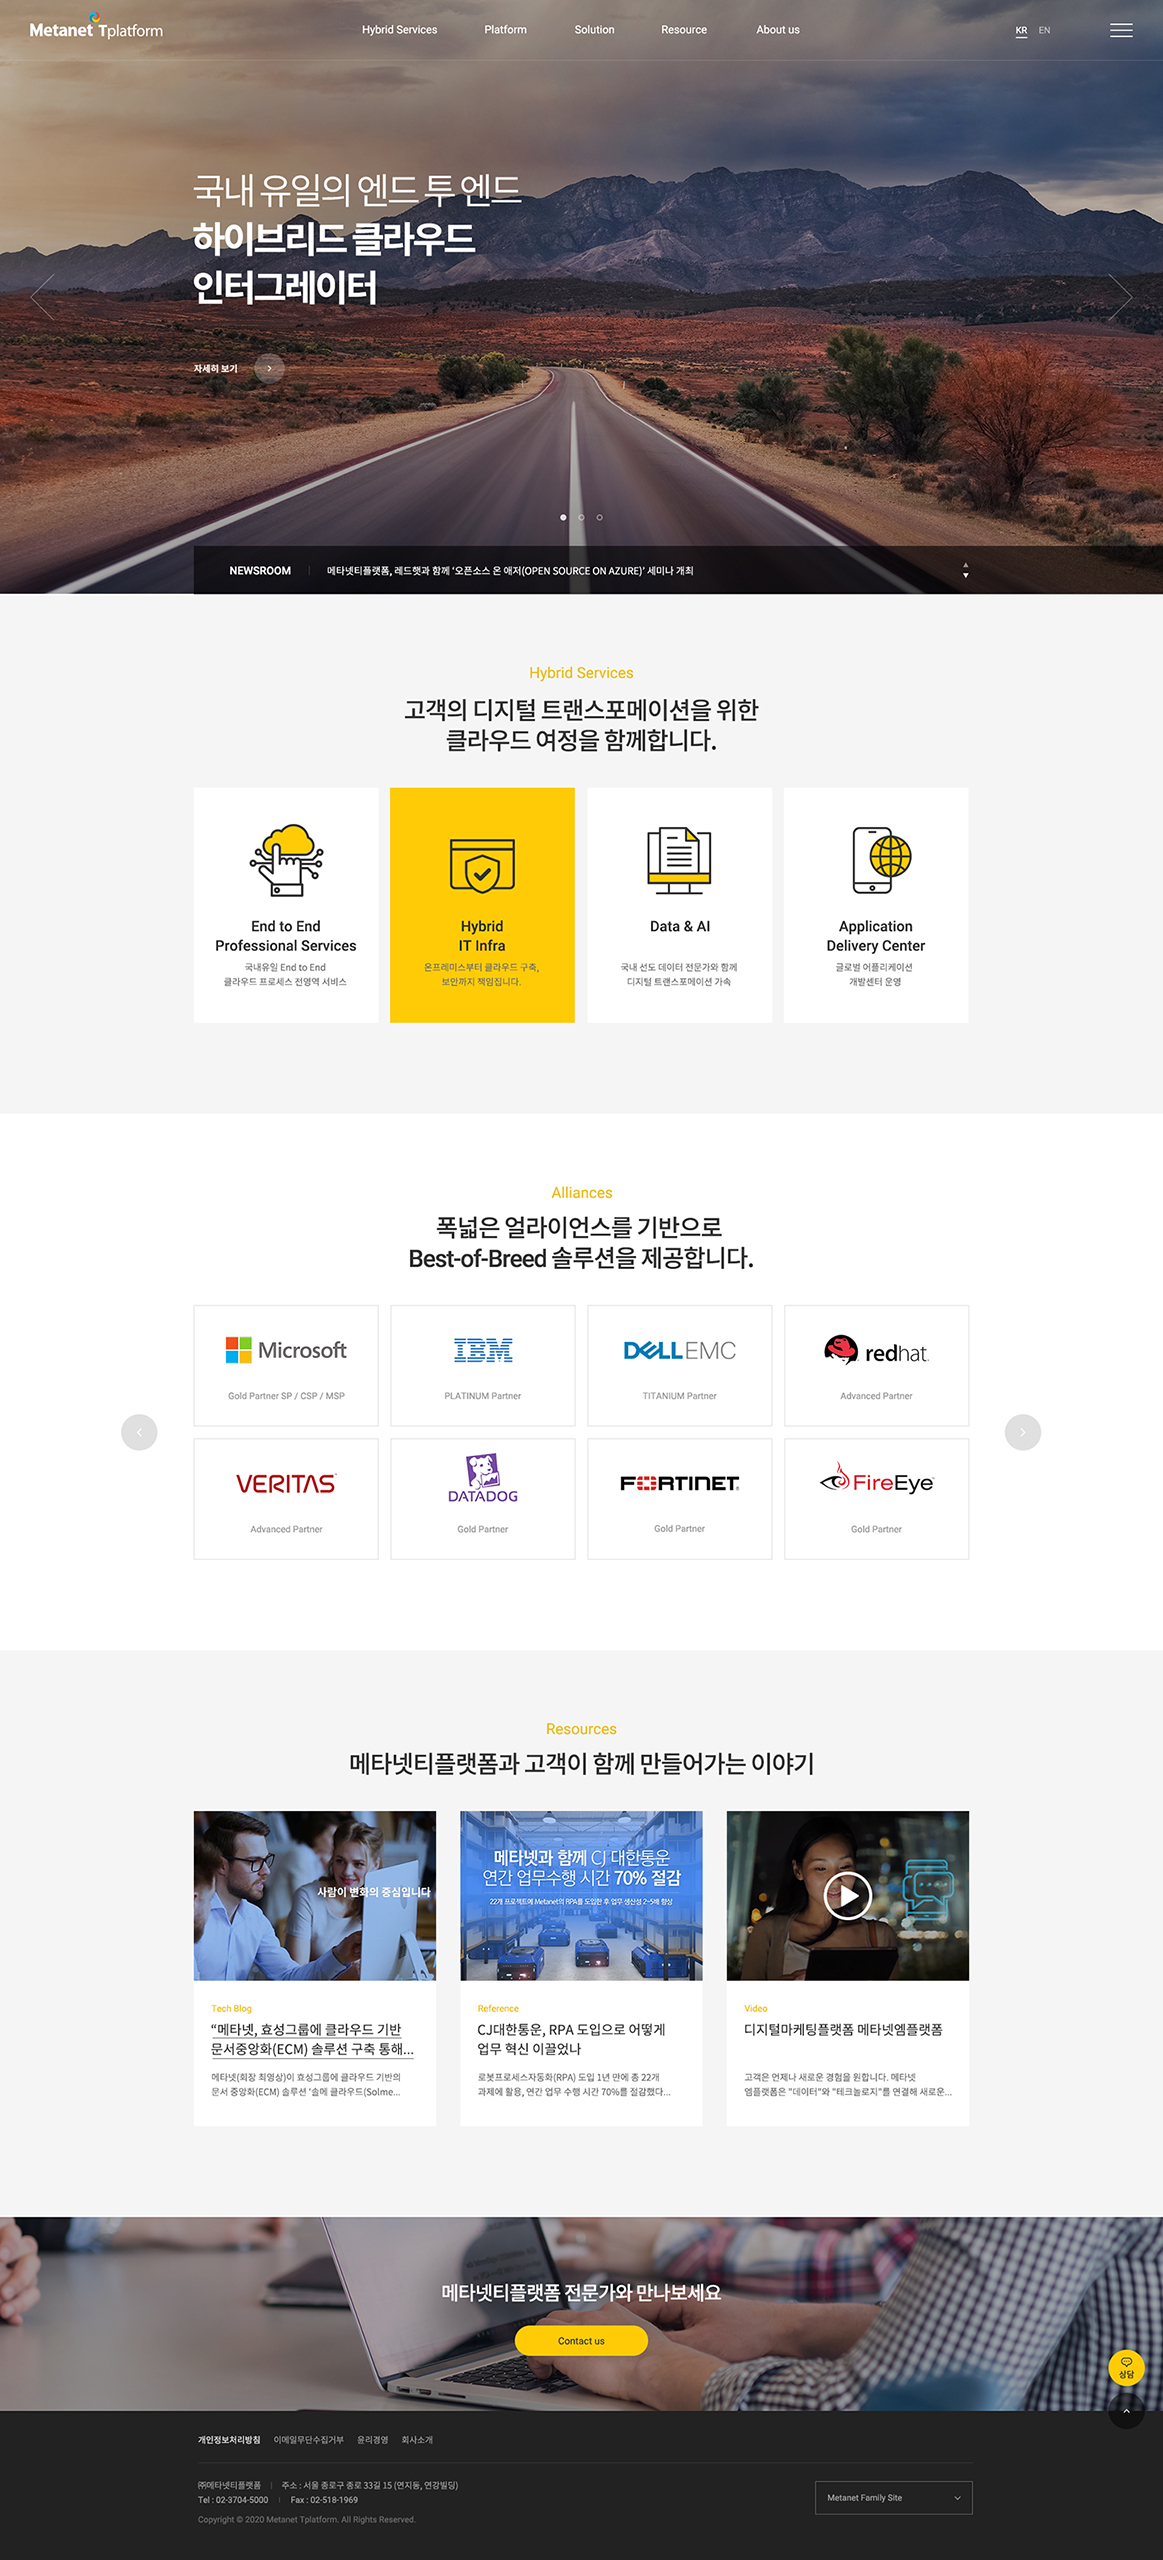 Metanet Tplatform
Hybrid Services
Platform
Solution
Resource
About us
KR
EN
국내 유일의 엔드 투 엔드
하이브리드 클라우드
인터그레이터
자세히 보기
NEWSROOM
메타넷티플랫폼, 레드햇과 함께 ‘오픈소스 온 애저(OPEN SOURCE ON AZURE)’ 세미나 개최
Hybrid Services
고객의 디지털 트랜스포메이션을 위한
클라우드 여정을 함께합니다.
End to End
Professional Services
국내유일 End to End
클라우드 프로세스 전영역 서비스
Hybrid
IT Infra
온프레미스부터 클라우드 구축,
보안까지 책임집니다.
Data & AI
국내 선도 데이터 전문가와 함께
디지털 트랜스포메이션 가속
Application
Delivery Center
글로벌 어플리케이션
개발센터 운영
Alliances
폭넓은 얼라이언스를 기반으로
Best-of-Breed 솔루션을 제공합니다.
Microsoft
Gold Partner SP / CSP / MSP
IBM
PLATINUM Partner
DELL EMC
TITANIUM Partner
redhat.
Advanced Partner
VERITAS
Advanced Partner
DATADOG
Gold Partner
FORTINET
Gold Partner
FireEye
Gold Partner
Resources
메타넷티플랫폼과 고객이 함께 만들어가는 이야기
사람이 변화의 중심입니다
Tech Blog
“메타넷, 효성그룹에 클라우드 기반
문서중앙화(ECM) 솔루션 구축 통해...
메타넷(회장 최영상)이 효성그룹에 클라우드 기반의
문서 중앙화(ECM) 솔루션 ‘솔메 클라우드(Solme...
메타넷과 함께 CJ 대한통운
연간 업무수행 시간 70% 절감
22개 프로젝트에 Metanet의 RPA를 도입한 후 업무 생산성 2~5배 향상
Reference
CJ대한통운, RPA 도입으로 어떻게
업무 혁신 이끌었나
로봇프로세스자동화(RPA) 도입 1년 만에 총 22개
과제에 활용, 연간 업무 수행 시간 70%를 절감했다...
Video
디지털마케팅플랫폼 메타넷엠플랫폼
고객은 언제나 새로운 경험을 원합니다. 메타넷
엠플랫폼은 "데이터"와 "테크놀로지"를 연결해 새로운...
메타넷티플랫폼 전문가와 만나보세요
Contact us
상담
개인정보처리방침
이메일무단수집거부
윤리경영
회사소개
㈜메타넷티플랫폼
주소 : 서울 종로구 종로 33길 15 (연지동, 연강빌딩)
Tel : 02-3704-5000
Fax : 02-518-1969
Copyright © 2020 Metanet Tplatform. All Rights Reserved.
Metanet Family Site